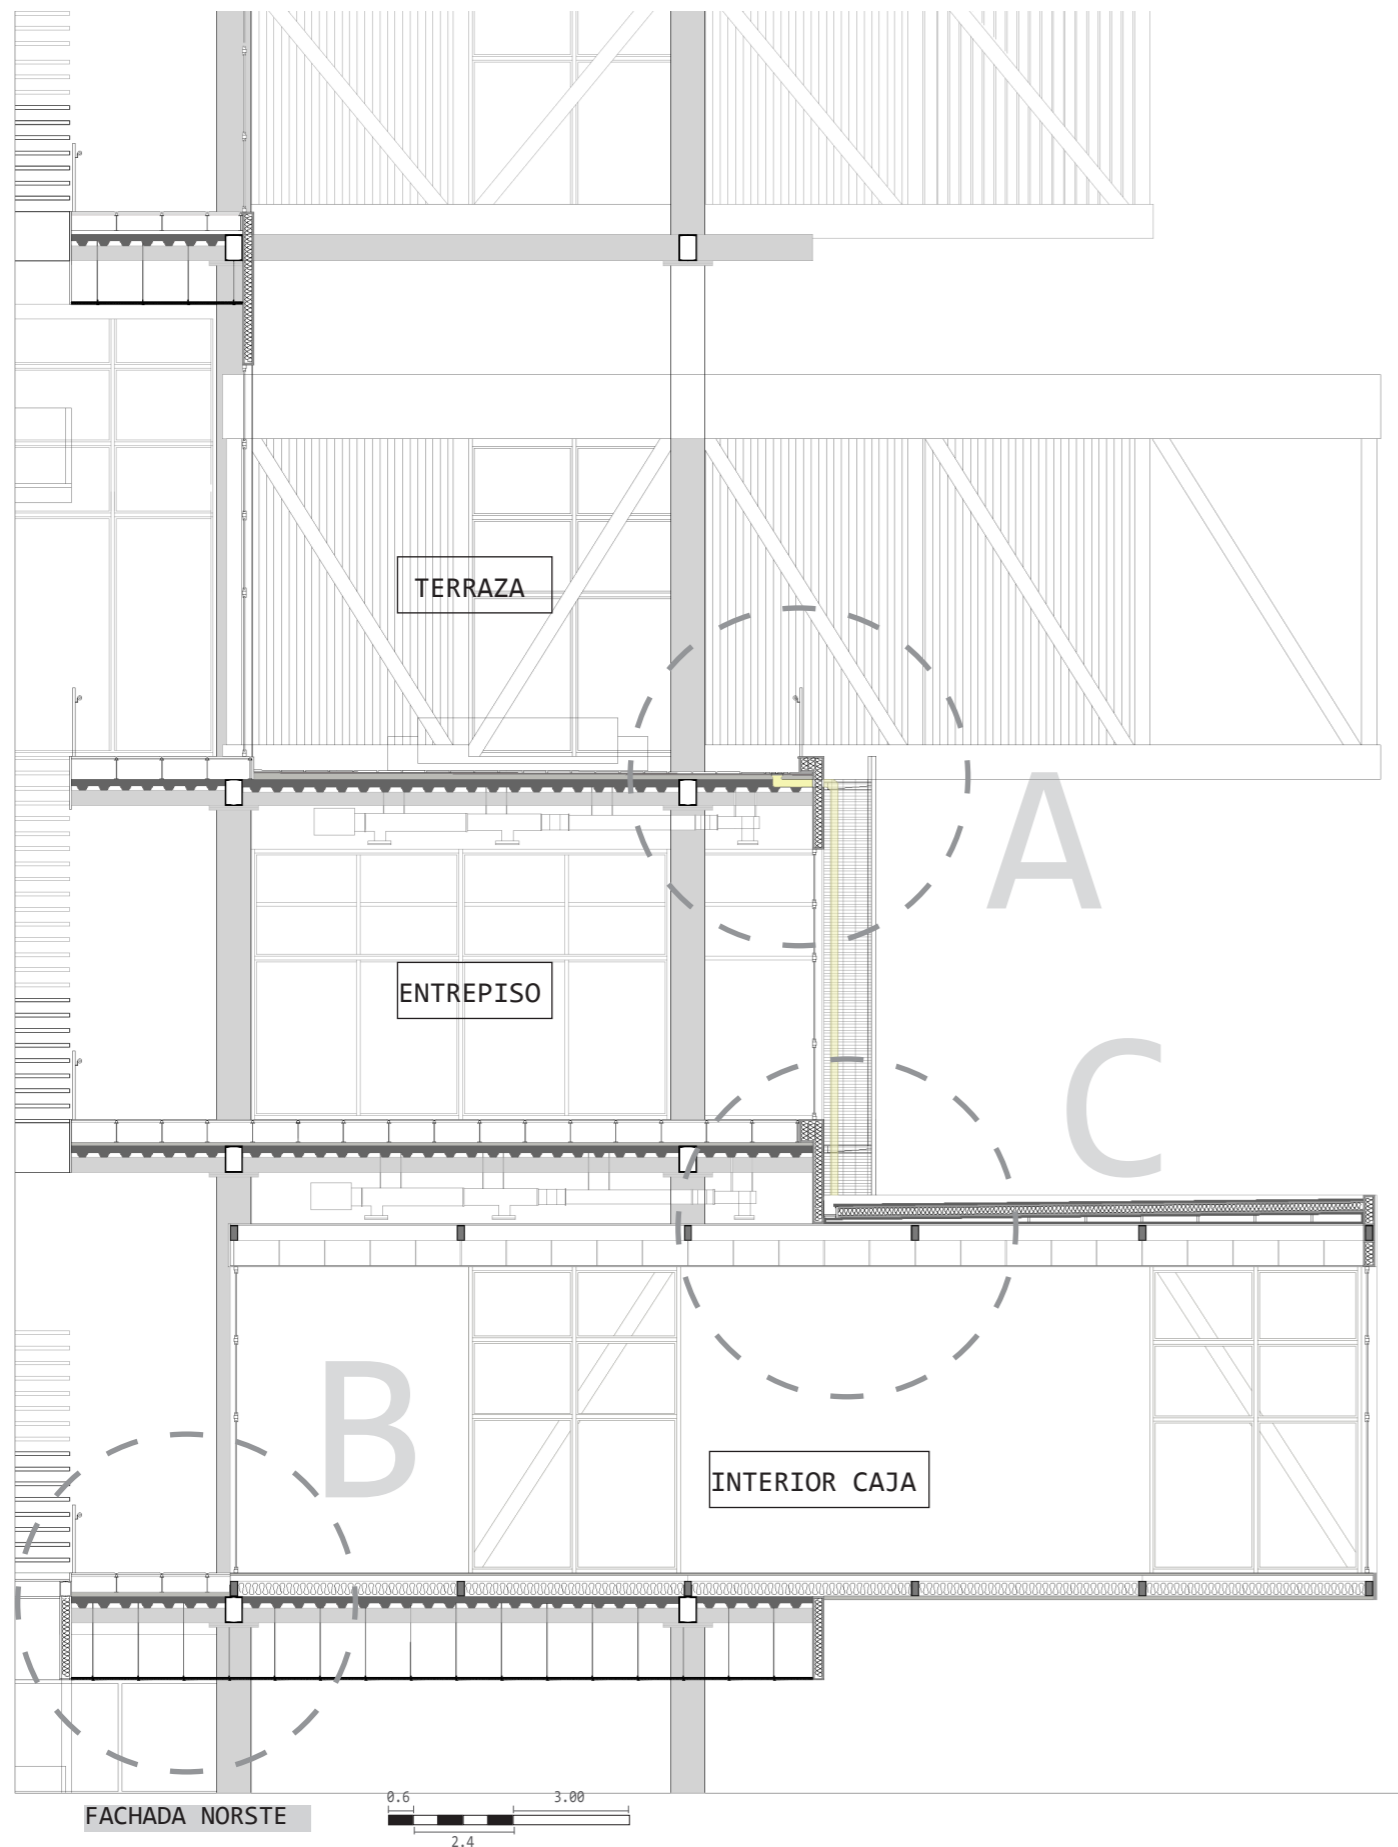 TERRAZA
A
ENTREPISO
C
B
INTERIOR CAJA
FACHADA NORSTE
0.6
3.00
2.4